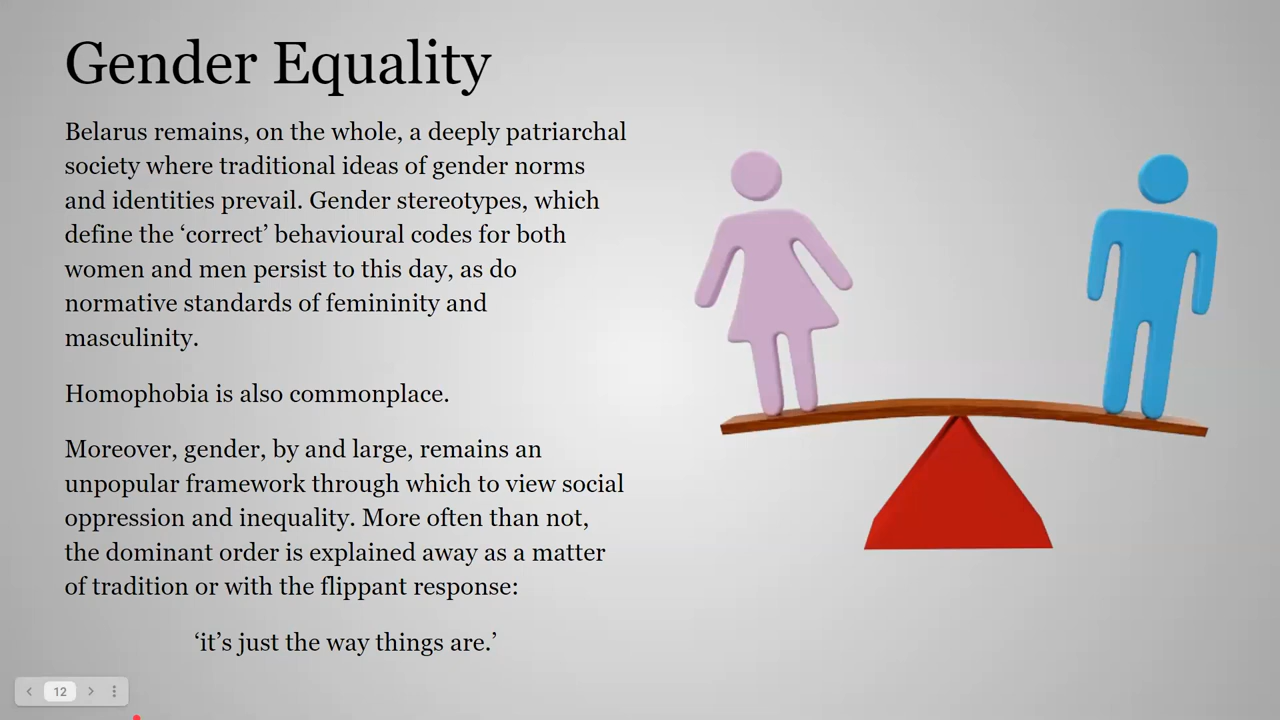 Gender Equality
Belarus remains, on the whole, a deeply patriarchal
society where traditional ideas of gender norms
and identities prevail. Gender stereotypes, which
define the ‘correct’ behavioural codes for both
women and men persist to this day, as do
normative standards of femininity and
masculinity.
Homophobia is also commonplace.
Moreover, gender, by and large, remains an
unpopular framework through which to view social
oppression and inequality. More often than not,
the dominant order is explained away as a matter
of tradition or with the flippant response:
‘it’s just the way things are.’
12